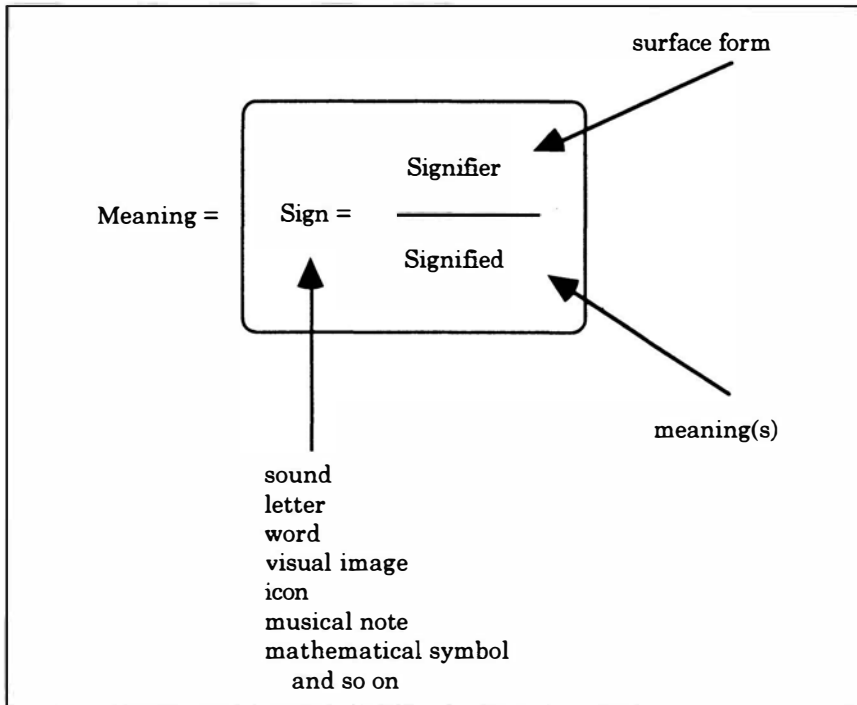 surface form
Signifier
Meaning =
Sign =
Signified
meaning(s)
sound
letter
word
visual image
icon
musical note
mathematical symbol
and so on